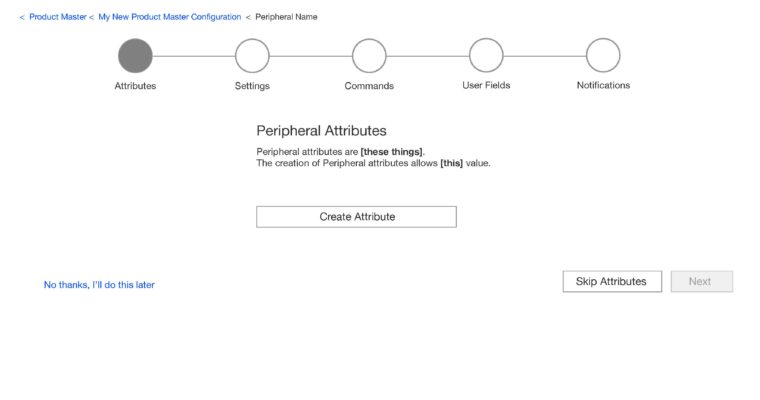 < Product Master < My New Product Master Configuration < Peripheral Name
Attributes Settings Commands User Fields Notifications
Peripheral Attributes
Peripheral attributes are [these things].
The creation of Peripheral attributes allows [this] value.
Create Attribute
No thanks, I'll do this later
Skip Attributes
Next